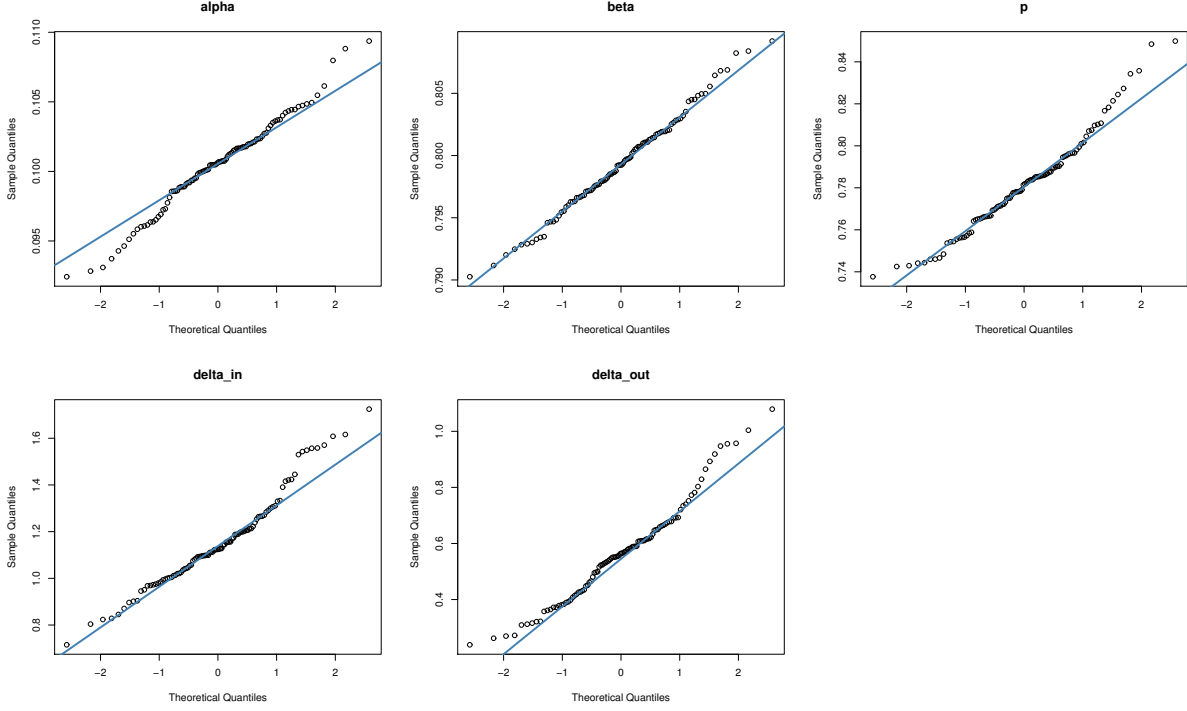 alpha
beta
p
0.110
0.105
0.100
0.095
Sample Quantiles
−2 −1 0 1 2
Theoretical Quantiles
0.805
0.800
0.795
0.790
Sample Quantiles
−2 −1 0 1 2
Theoretical Quantiles
0.84
0.82
0.80
0.78
0.76
0.74
Sample Quantiles
−2 −1 0 1 2
Theoretical Quantiles
delta_in
delta_out
1.6
1.4
1.2
1.0
0.8
Sample Quantiles
−2 −1 0 1 2
Theoretical Quantiles
1.0
0.8
0.6
0.4
Sample Quantiles
−2 −1 0 1 2
Theoretical Quantiles